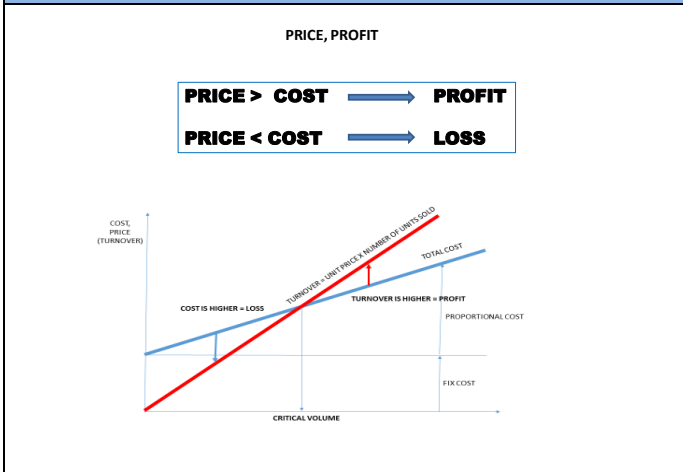 PRICE, PROFIT
PRICE > COST PROFIT
PRICE < COST LOSS
COST,
PRICE
(TURNOVER)
TURNOVER = UNIT PRICE X NUMBER OF UNITS SOLD
TOTAL COST
COST IS HIGHER = LOSS
TURNOVER IS HIGHER = PROFIT
PROPORTIONAL COST
FIX COST
CRITICAL VOLUME